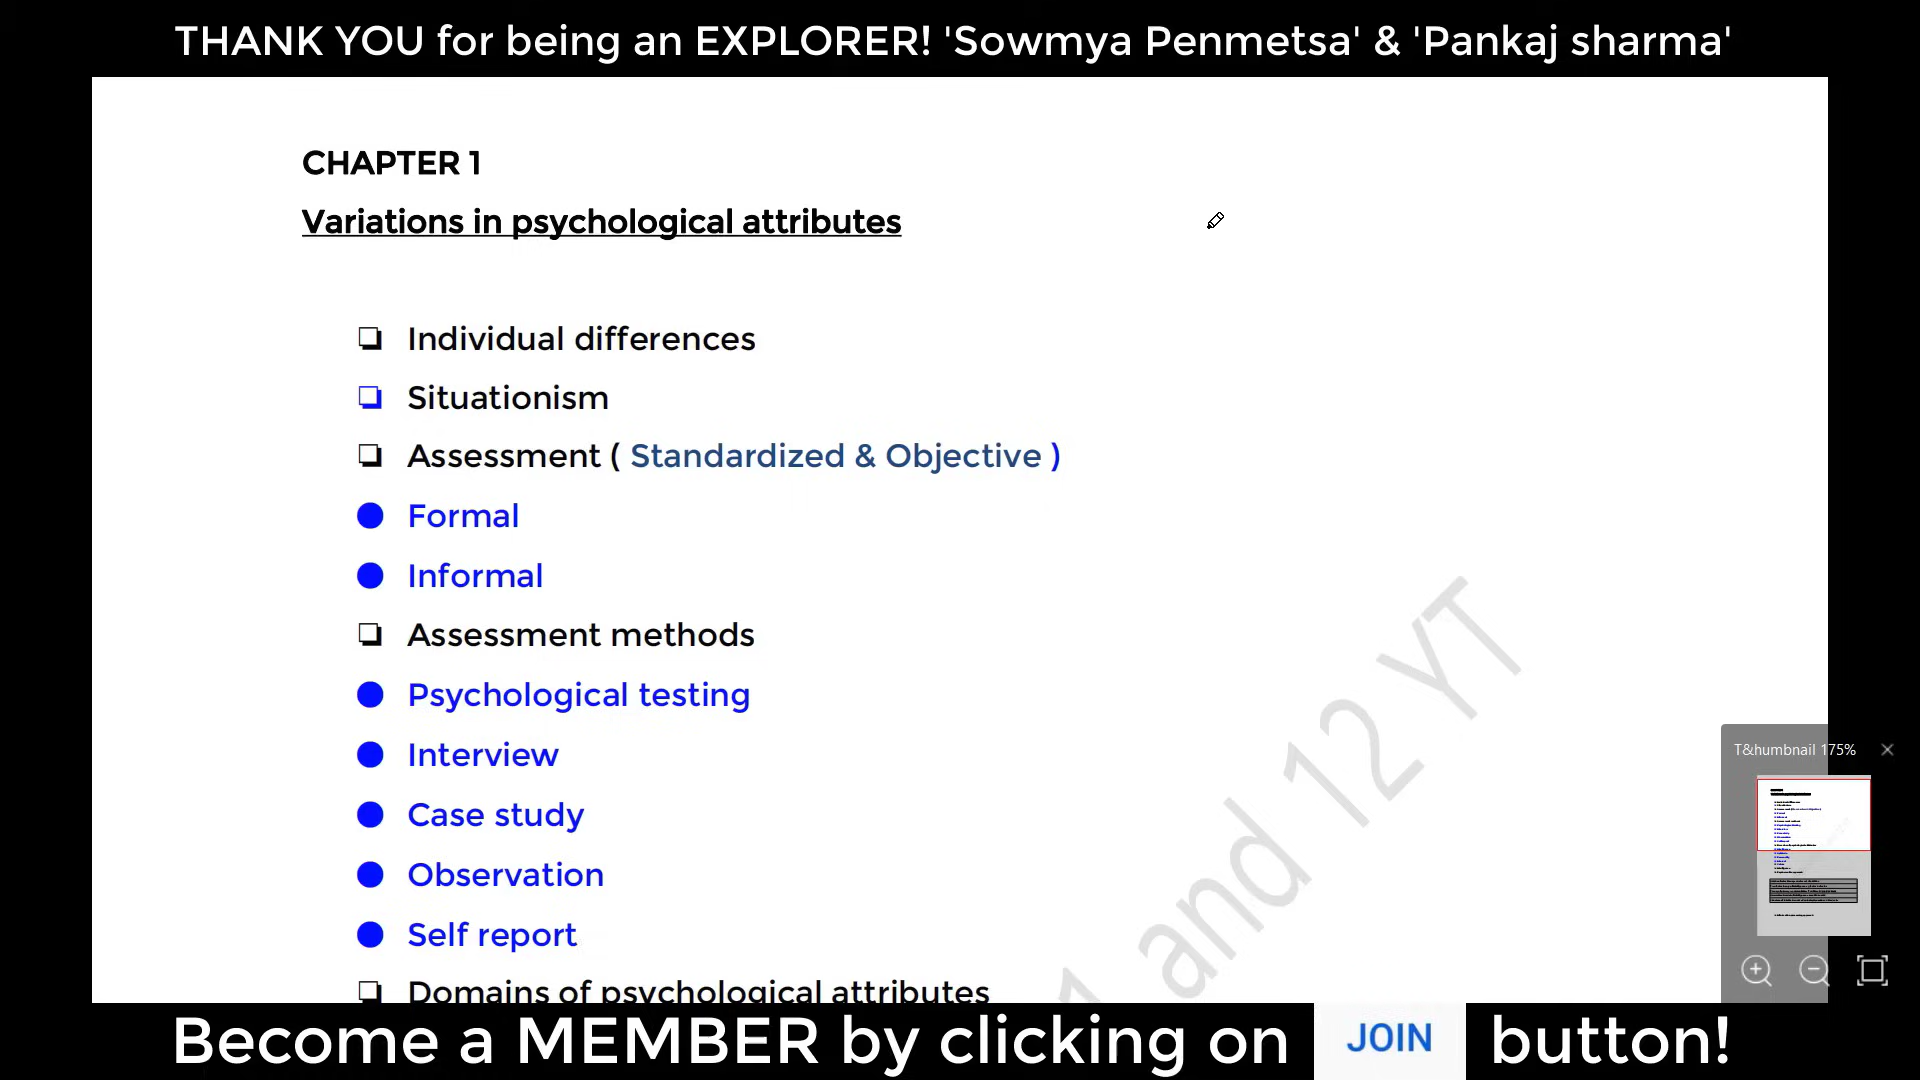 THANK YOU for being an EXPLORER! 'Sowmya Penmetsa' & 'Pankaj sharma'
CHAPTER 1
Variations in psychological attributes
Individual differences
Situationism
Assessment ( Standardized & Objective )
Formal
Informal
Assessment methods
Psychological testing
Interview
Case study
Observation
Self report
Domains of psychological attributes
1 and 12 YT
T&humbnail 175%
Become a MEMBER by clicking on JOIN button!